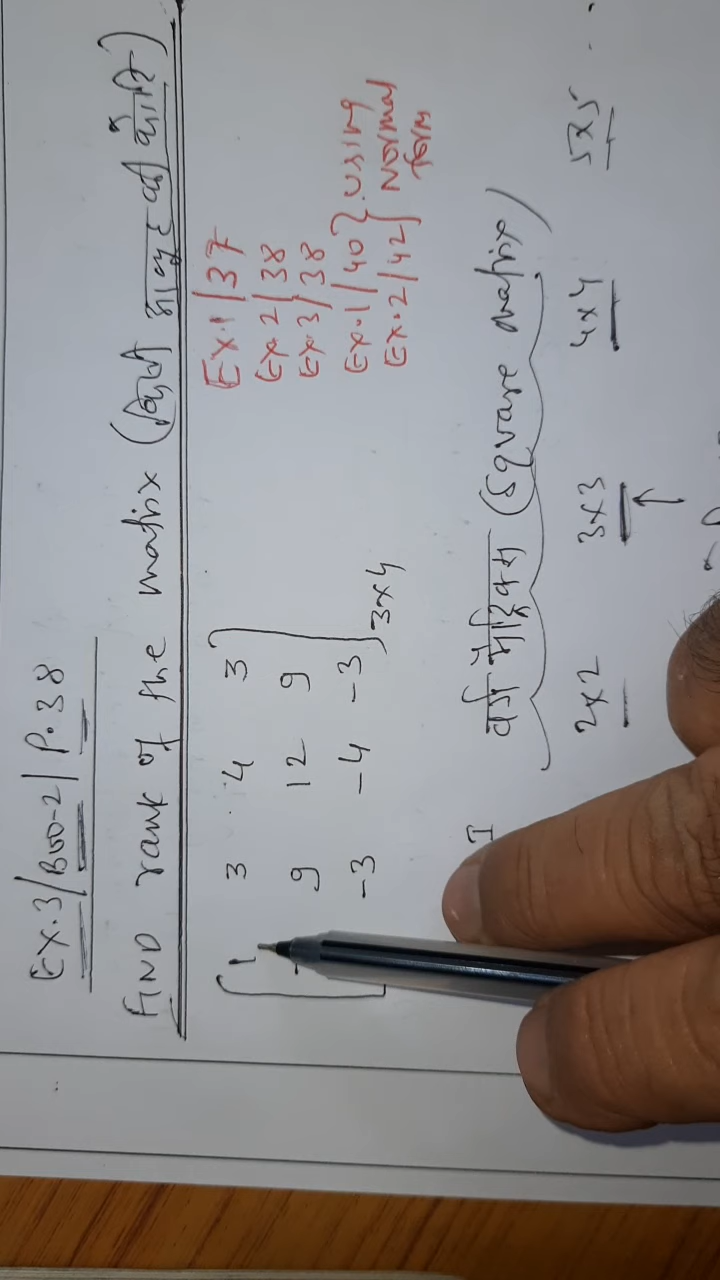 Ex.3/BOO-2/P.38
FIND rank of the matrix (दिये गये मैट्रिक्स की कोटि)
1 3 4 3
9 12 9
-3 -4 -3
3x4
Ex.1/37
Ex.2/38
Ex.3/38
Ex.1/40} using
Ex.2/42} Normal
form
I वर्ग मैट्रिक्स (Square matrix)
2x2 3x3 4x4 5x5 ...